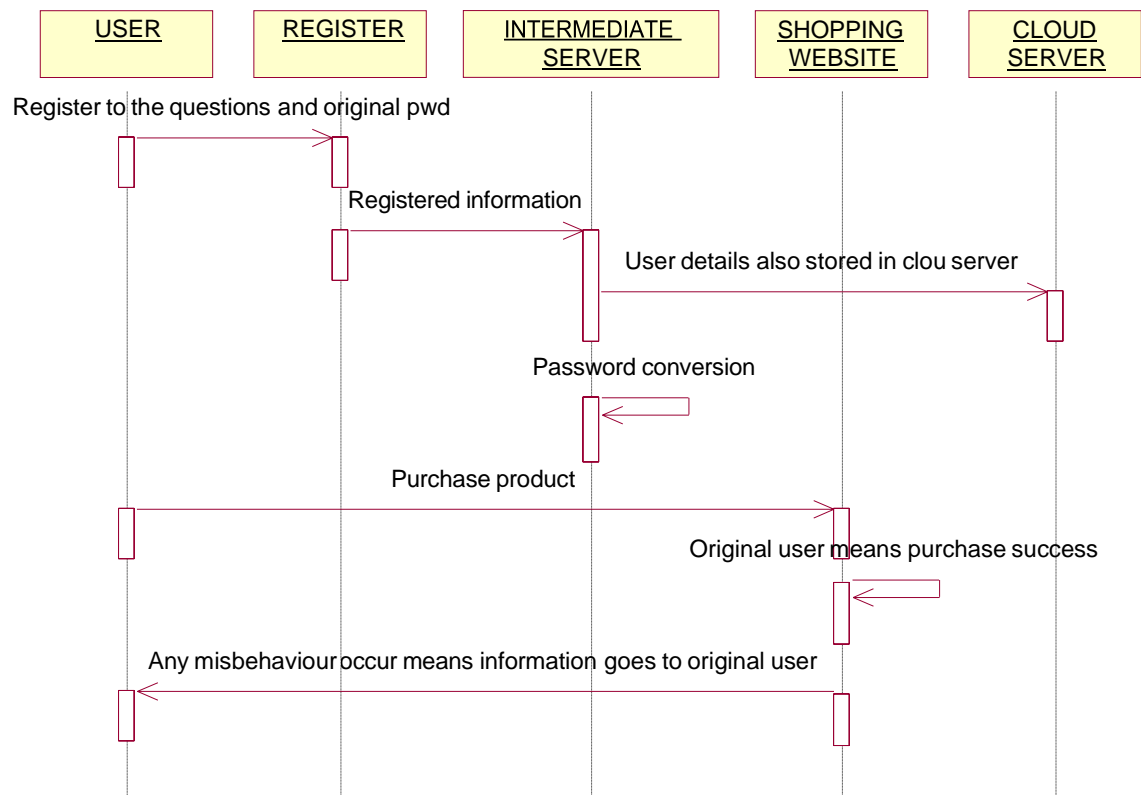 USER
REGISTER
INTERMEDIATE
SERVER
SHOPPING
WEBSITE
CLOUD
SERVER
Register to the questions and original pwd
Registered information
User details also stored in clou server
Password conversion
Purchase product
Original user means purchase success
Any misbehaviour occur means information goes to original user